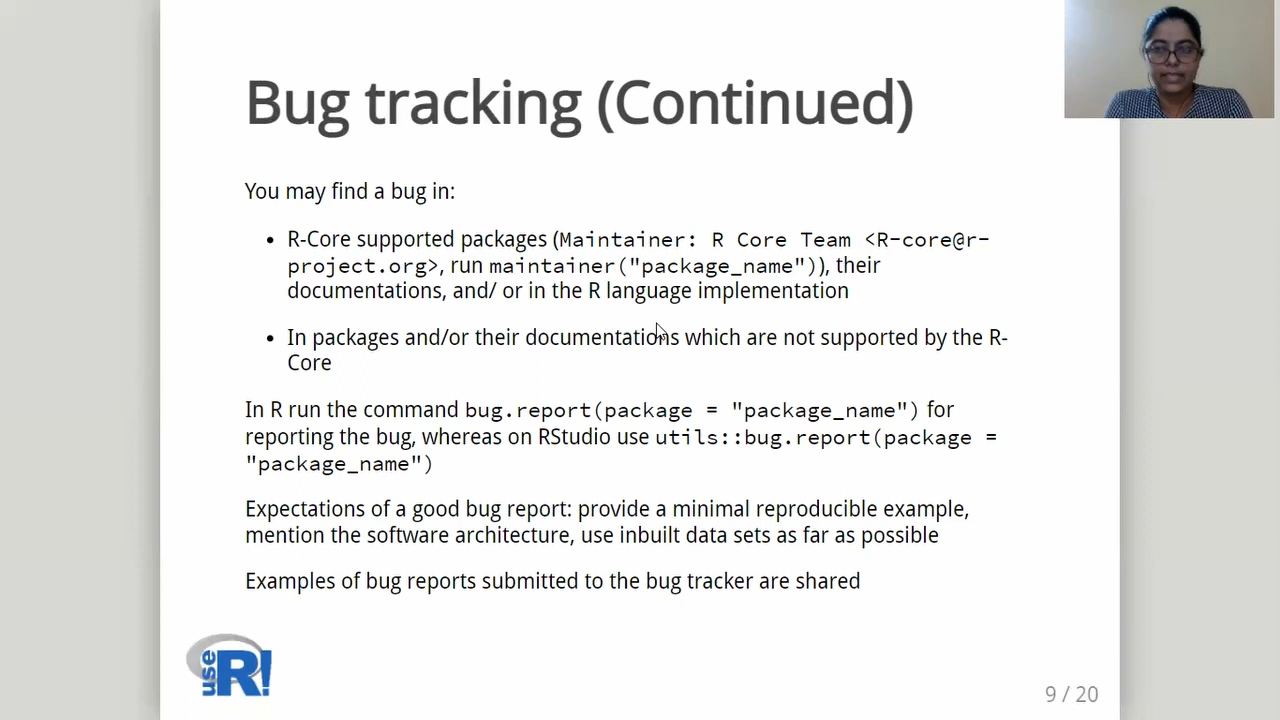 Bug tracking (Continued)
You may find a bug in:
• R-Core supported packages (Maintainer: R Core Team <R-core@r-
project.org>, run maintainer("package_name")), their
documentations, and/ or in the R language implementation
• In packages and/or their documentations which are not supported by the R-
Core
In R run the command bug.report(package = "package_name") for
reporting the bug, whereas on RStudio use utils::bug.report(package =
"package_name")
Expectations of a good bug report: provide a minimal reproducible example,
mention the software architecture, use inbuilt data sets as far as possible
Examples of bug reports submitted to the bug tracker are shared
use R!
9 / 20